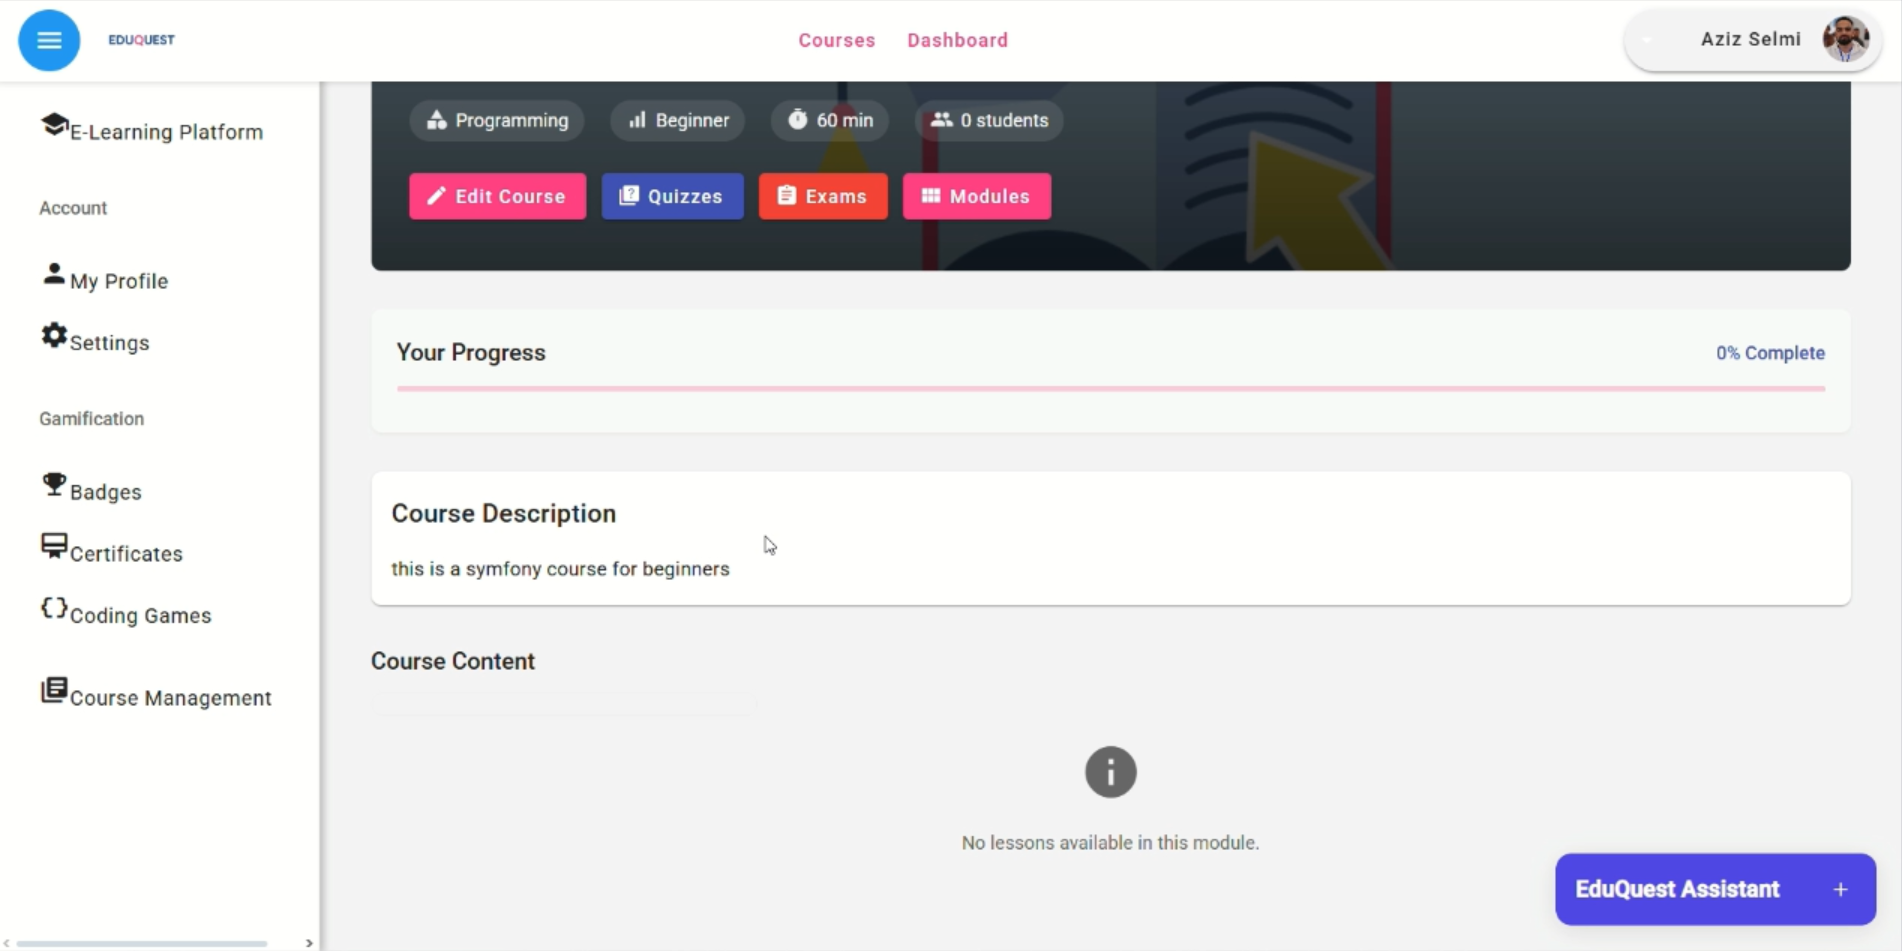 EDUQUEST
Courses Dashboard
Aziz Selmi
E-Learning Platform
Account
My Profile
Settings
Gamification
Badges
Certificates
Coding Games
Course Management
Programming Beginner 60 min 0 students
Edit Course Quizzes Exams Modules
Your Progress 0% Complete
Course Description
this is a symfony course for beginners
Course Content
No lessons available in this module.
EduQuest Assistant +